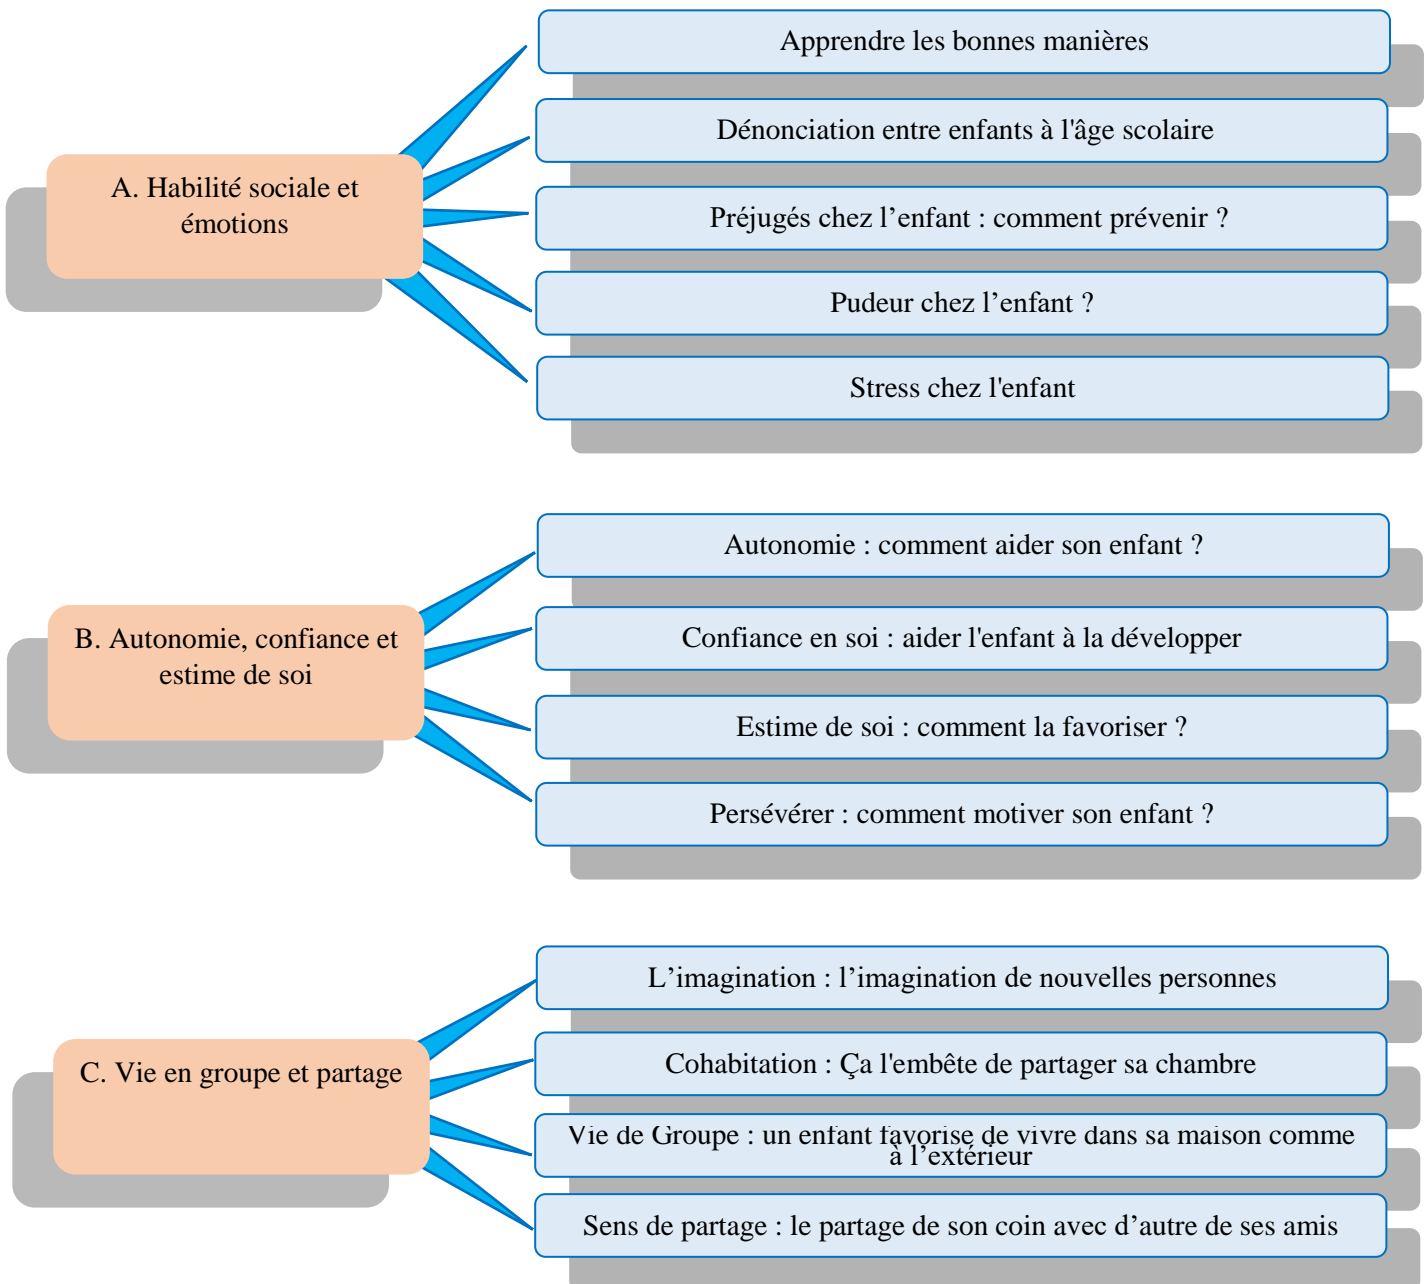 A. Habilité sociale et
émotions
Apprendre les bonnes manières
Dénonciation entre enfants à l'âge scolaire
Préjugés chez l’enfant : comment prévenir ?
Pudeur chez l’enfant ?
Stress chez l'enfant
B. Autonomie, confiance et
estime de soi
Autonomie : comment aider son enfant ?
Confiance en soi : aider l'enfant à la développer
Estime de soi : comment la favoriser ?
Persévérer : comment motiver son enfant ?
C. Vie en groupe et partage
L’imagination : l’imagination de nouvelles personnes
Cohabitation : Ça l'embête de partager sa chambre
Vie de Groupe : un enfant favorise de vivre dans sa maison comme
à l’extérieur
Sens de partage : le partage de son coin avec d’autre de ses amis